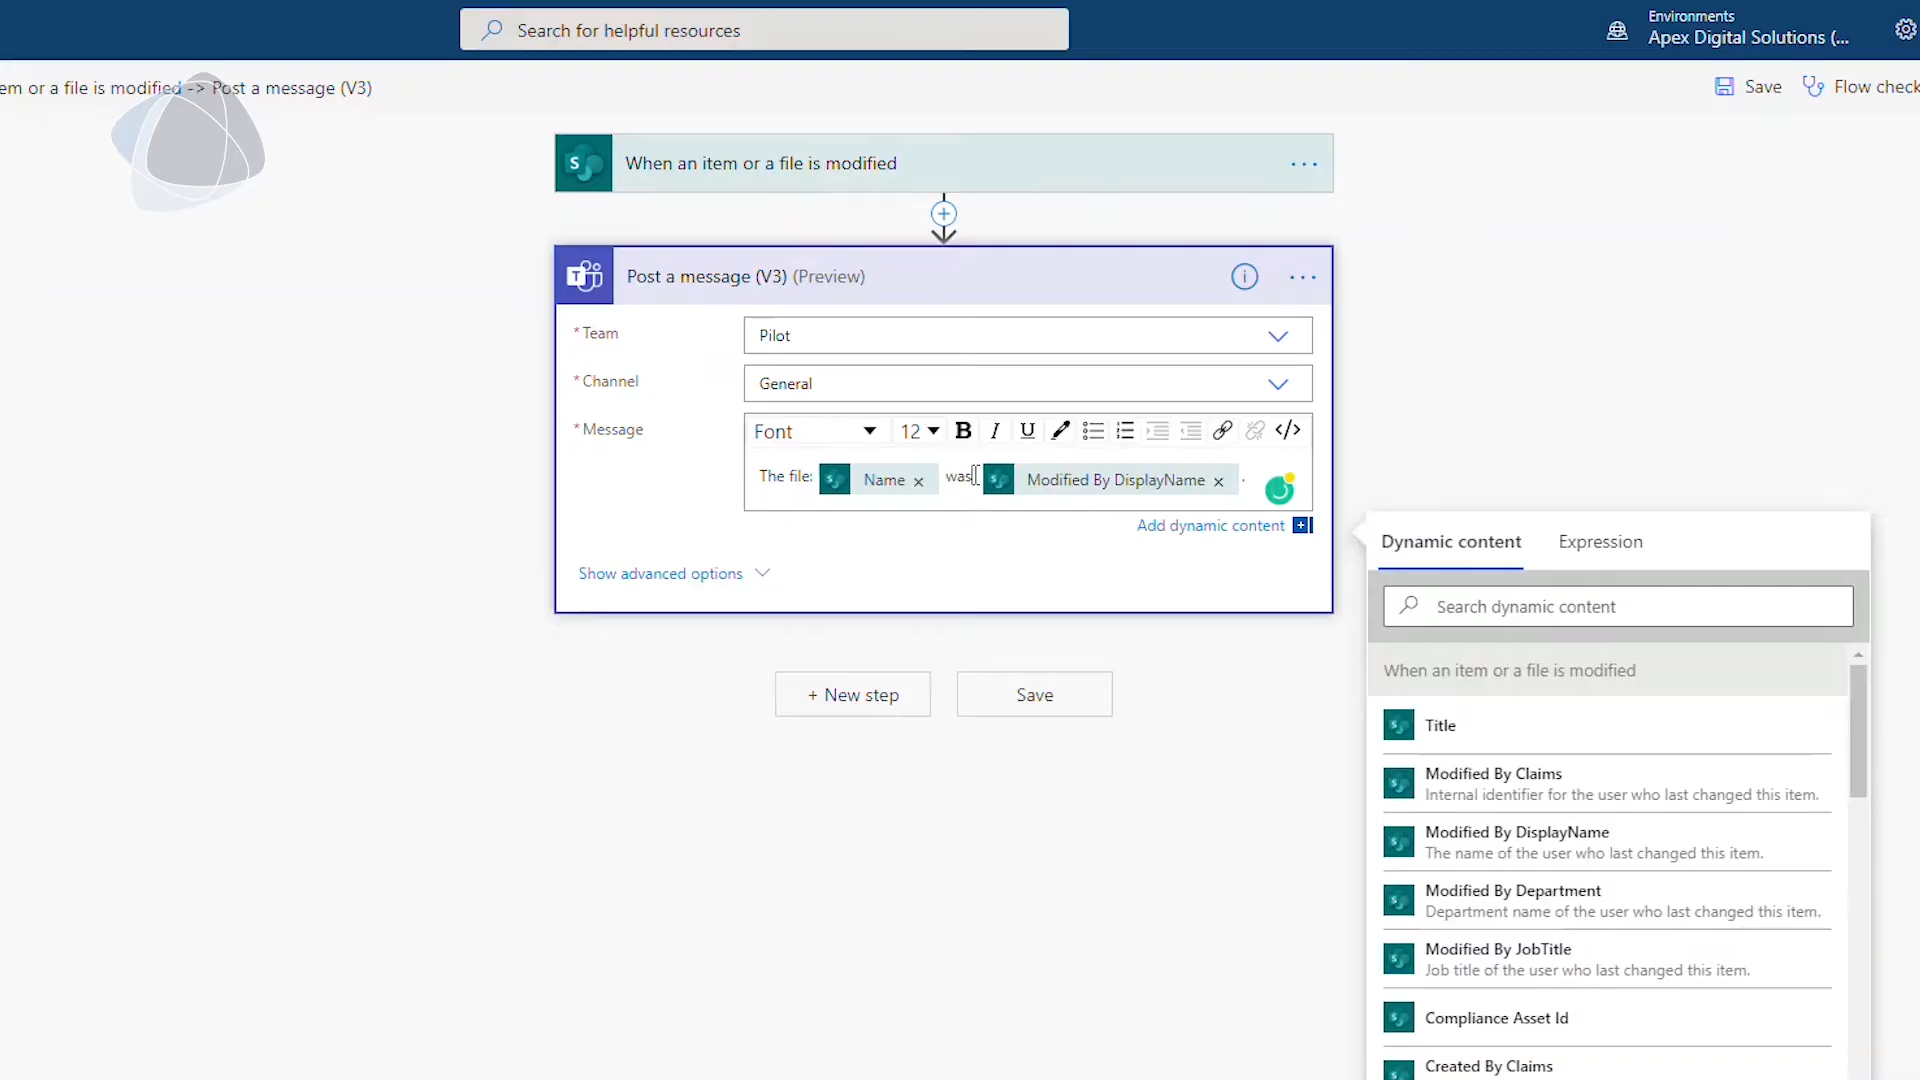 Search for helpful resources
Environments
Apex Digital Solutions (...
em or a file is modified -> Post a message (V3)
Save
Flow check
When an item or a file is modified
Post a message (V3) (Preview)
* Team
Pilot
* Channel
General
* Message
Font
12
The file: Name × was Modified By DisplayName × .
Add dynamic content
Show advanced options
+ New step
Save
Dynamic content
Expression
Search dynamic content
When an item or a file is modified
Title
Modified By Claims
Internal identifier for the user who last changed this item.
Modified By DisplayName
The name of the user who last changed this item.
Modified By Department
Department name of the user who last changed this item.
Modified By JobTitle
Job title of the user who last changed this item.
Compliance Asset Id
Created By Claims